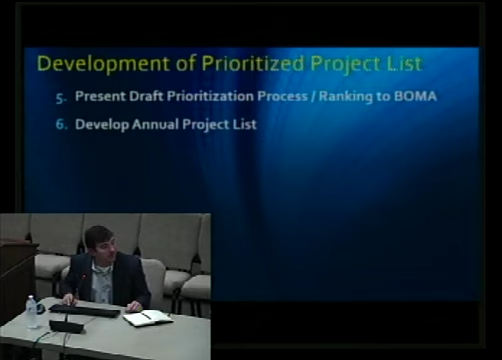 Development of Prioritized Project List
5. Present Draft Prioritization Process / Ranking to BOMA
6. Develop Annual Project List